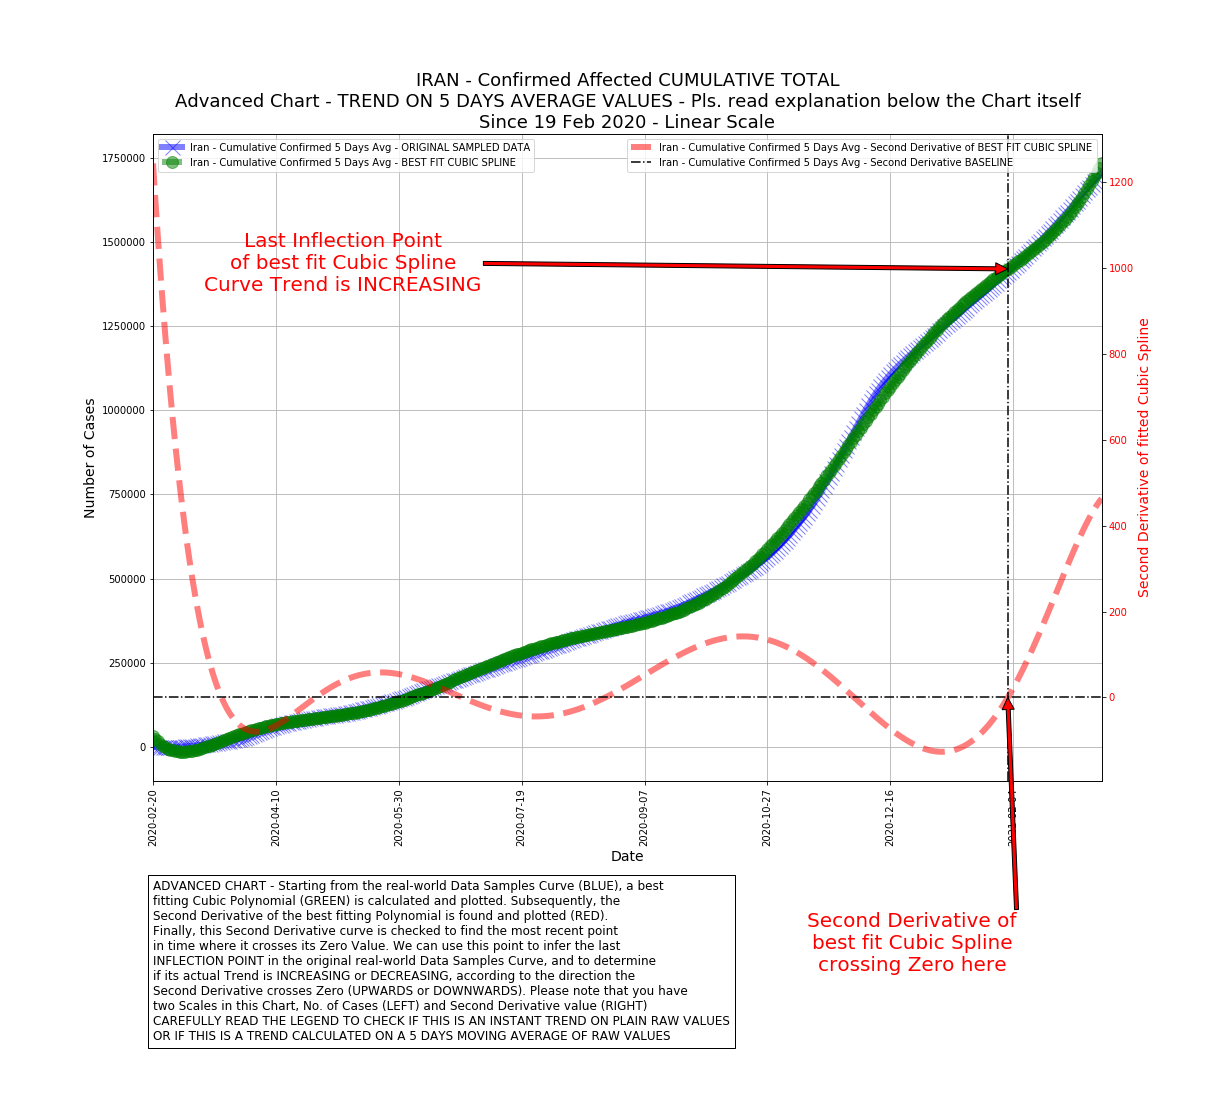 IRAN - Confirmed Affected CUMULATIVE TOTAL
Advanced Chart - TREND ON 5 DAYS AVERAGE VALUES - Pls. read explanation below the Chart itself
Since 19 Feb 2020 - Linear Scale
Iran - Cumulative Confirmed 5 Days Avg - ORIGINAL SAMPLED DATA
Iran - Cumulative Confirmed 5 Days Avg - BEST FIT CUBIC SPLINE
Iran - Cumulative Confirmed 5 Days Avg - Second Derivative of BEST FIT CUBIC SPLINE
Iran - Cumulative Confirmed 5 Days Avg - Second Derivative BASELINE
Last Inflection Point
of best fit Cubic Spline
Curve Trend is INCREASING
Number of Cases
1750000
1500000
1250000
1000000
750000
500000
250000
0
Second Derivative of fitted Cubic Spline
1200
1000
800
600
400
200
0
2020-02-20
2020-04-10
2020-05-30
2020-07-19
2020-09-07
2020-10-27
2020-12-16
Date
Second Derivative of
best fit Cubic Spline
crossing Zero here
ADVANCED CHART - Starting from the real-world Data Samples Curve (BLUE), a best
fitting Cubic Polynomial (GREEN) is calculated and plotted. Subsequently, the
Second Derivative of the best fitting Polynomial is found and plotted (RED).
Finally, this Second Derivative curve is checked to find the most recent point
in time where it crosses its Zero Value. We can use this point to infer the last
INFLECTION POINT in the original real-world Data Samples Curve, and to determine
if its actual Trend is INCREASING or DECREASING, according to the direction the
Second Derivative crosses Zero (UPWARDS or DOWNWARDS). Please note that you have
two Scales in this Chart, No. of Cases (LEFT) and Second Derivative value (RIGHT)
CAREFULLY READ THE LEGEND TO CHECK IF THIS IS AN INSTANT TREND ON PLAIN RAW VALUES
OR IF THIS IS A TREND CALCULATED ON A 5 DAYS MOVING AVERAGE OF RAW VALUES